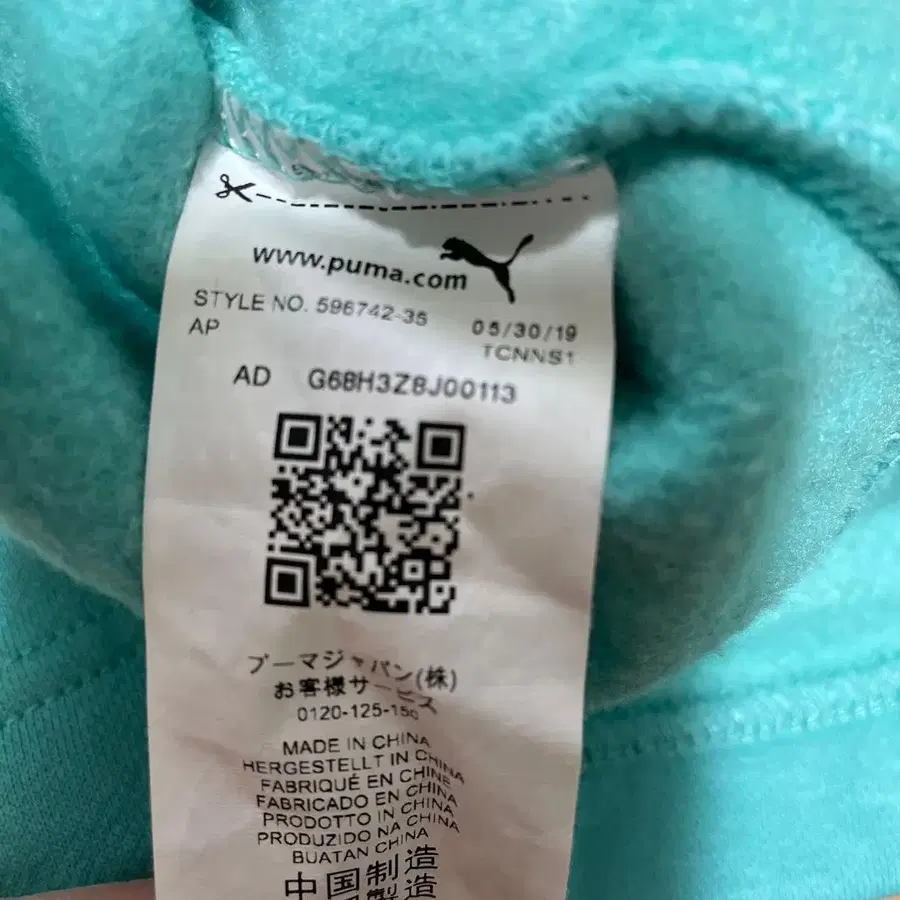 www.puma.com
STYLE NO. 596742-35
05/30/19
AP
TCNNS1
AD G68H3Z8J00113
プーマジャパン(株)
お客様サービス
0120-125-150
MADE IN CHINA
HERGESTELLT IN CHINA
FABRIQUÉ EN CHINE
FABRICADO EN CHINA
PRODOTTO IN CHINA
PRODUZIDO NA CHINA
BUATAN CHINA
中国制造